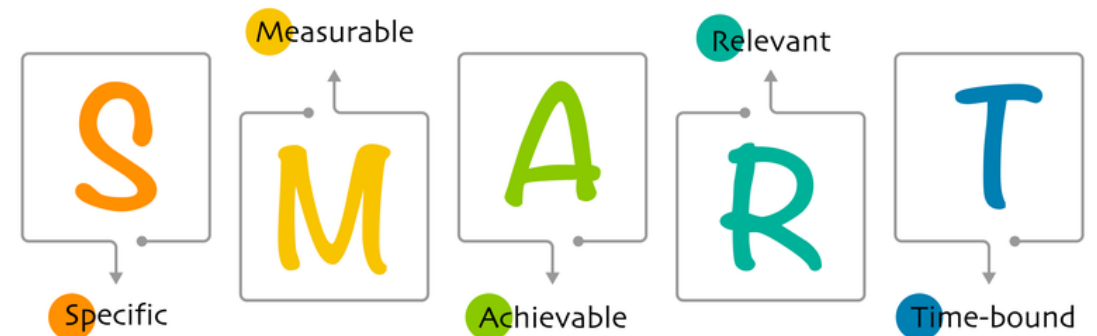 S
Specific
Measurable
M
A
Achievable
Relevant
R
T
Time-bound